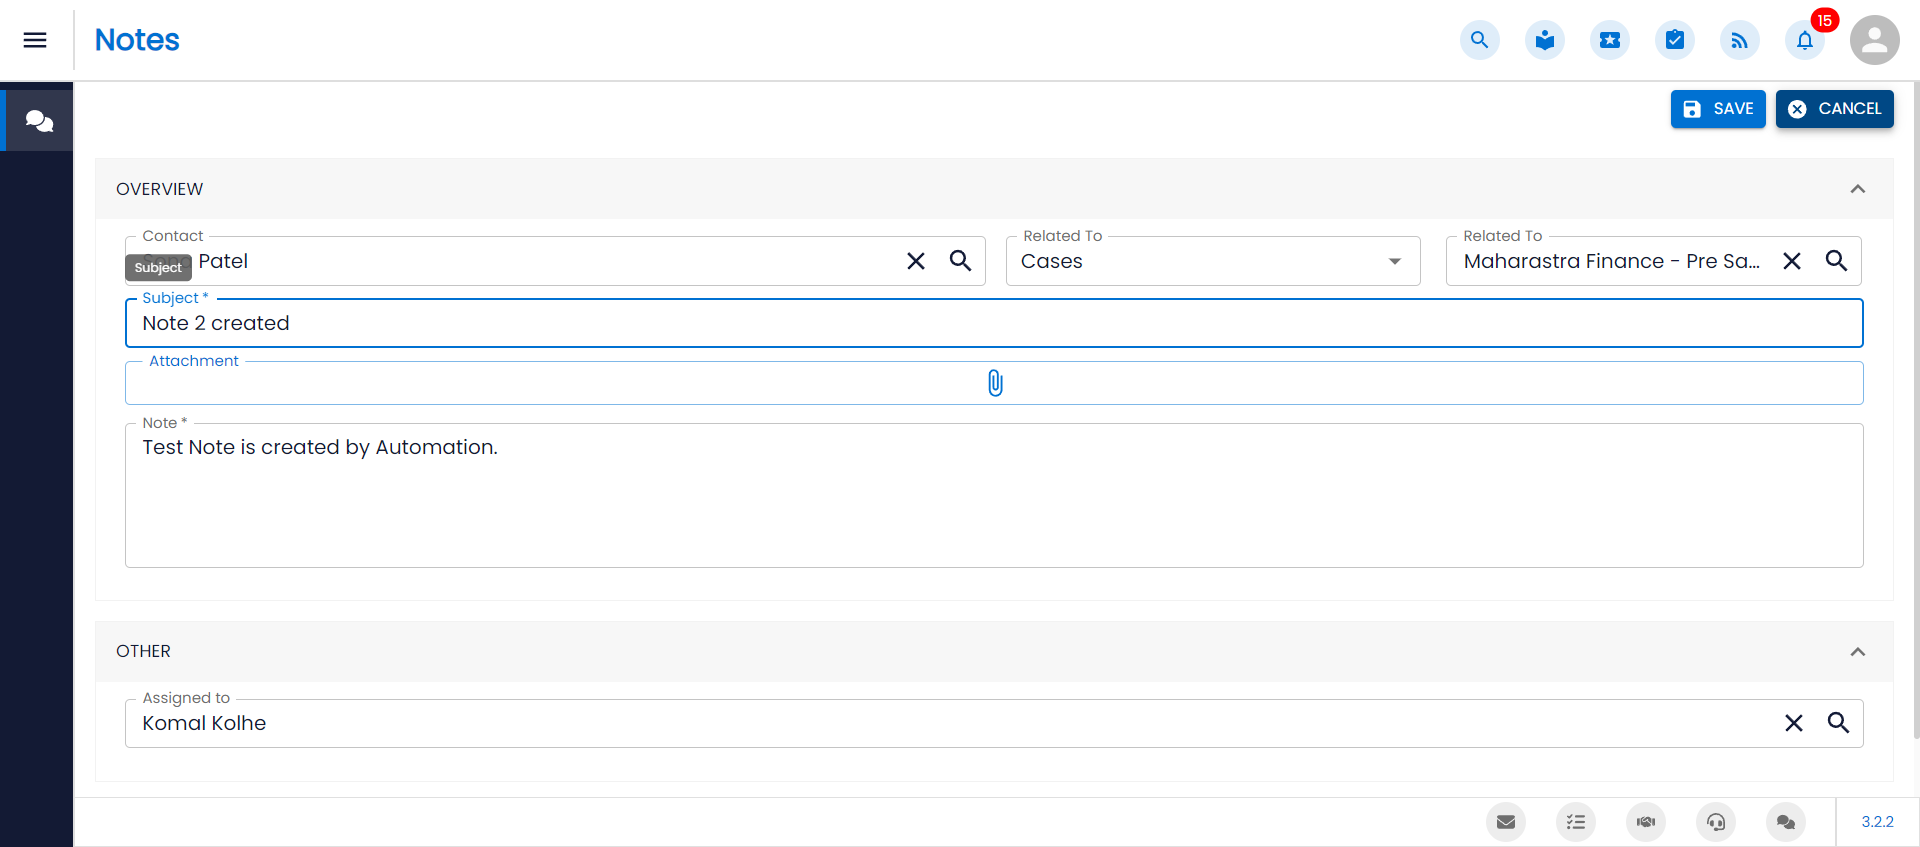 Notes
15
SAVE
CANCEL
OVERVIEW
Contact
Related To
Related To
Patel
Cases
Maharastra Finance - Pre Sa...
Subject
Subject *
Note 2 created
Attachment
Note *
Test Note is created by Automation.
OTHER
Assigned to
Komal Kolhe
3.2.2